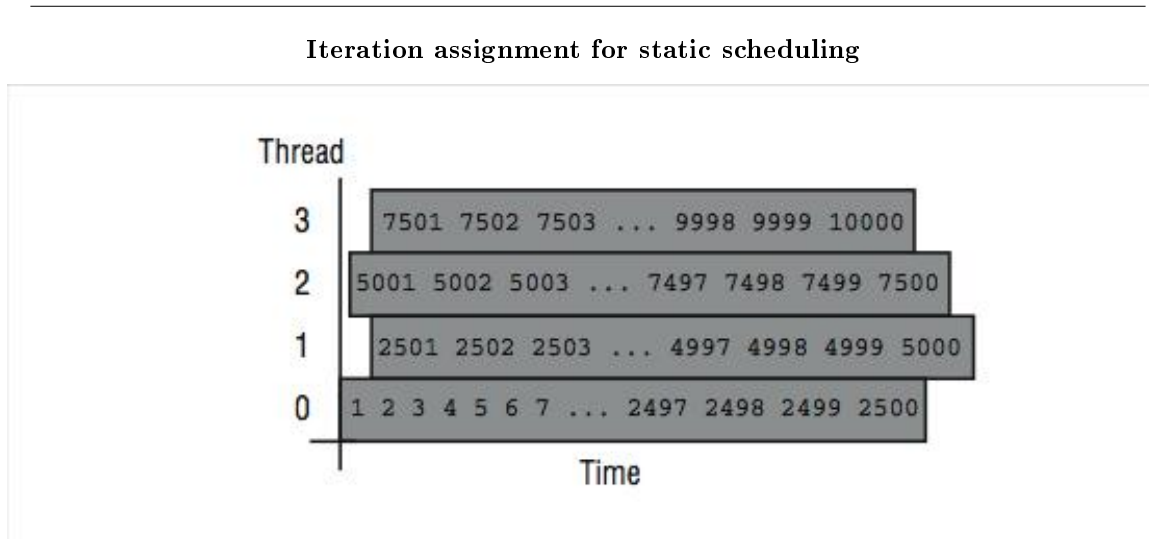 Iteration assignment for static scheduling
Thread
3 7501 7502 7503 ... 9998 9999 10000
2 5001 5002 5003 ... 7497 7498 7499 7500
1 2501 2502 2503 ... 4997 4998 4999 5000
0 1 2 3 4 5 6 7 ... 2497 2498 2499 2500
Time